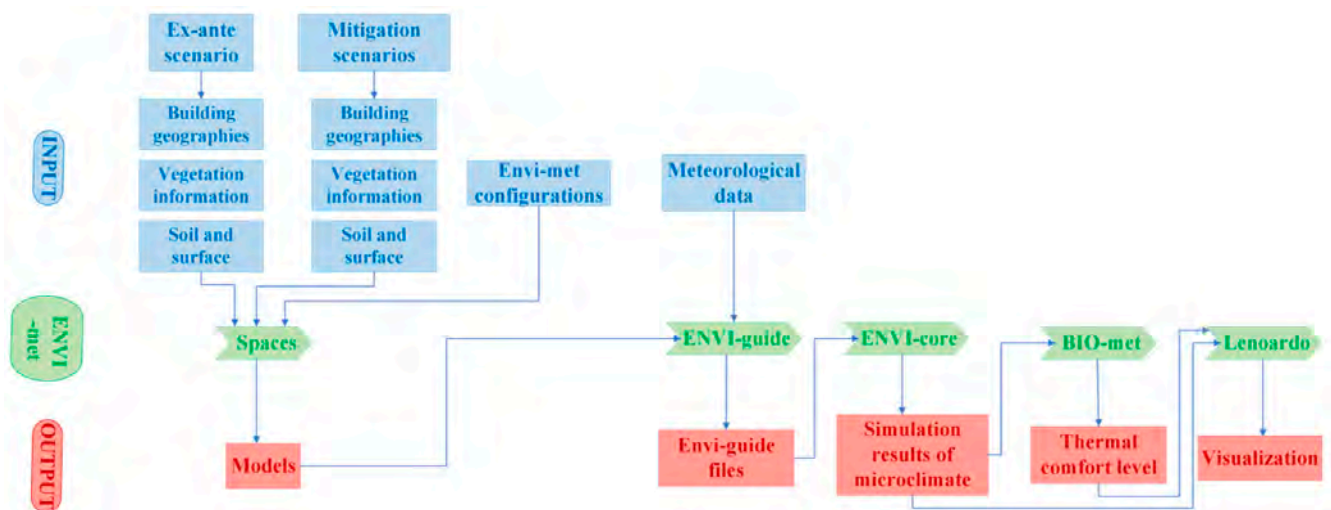 Ex-ante
scenario
Mitigation
scenarios
INPUT
Building
geographies
Building
geographies
Vegetation
information
Vegetation
information
Envi-met
configurations
Meteorological
data
Soil and
surface
Soil and
surface
ENVI
-met
Spaces
ENVI-guide
ENVI-core
BIO-met
Lenoardo
OUTPUT
Models
Envi-guide
files
Simulation
results of
microclimate
Thermal
comfort level
Visualization